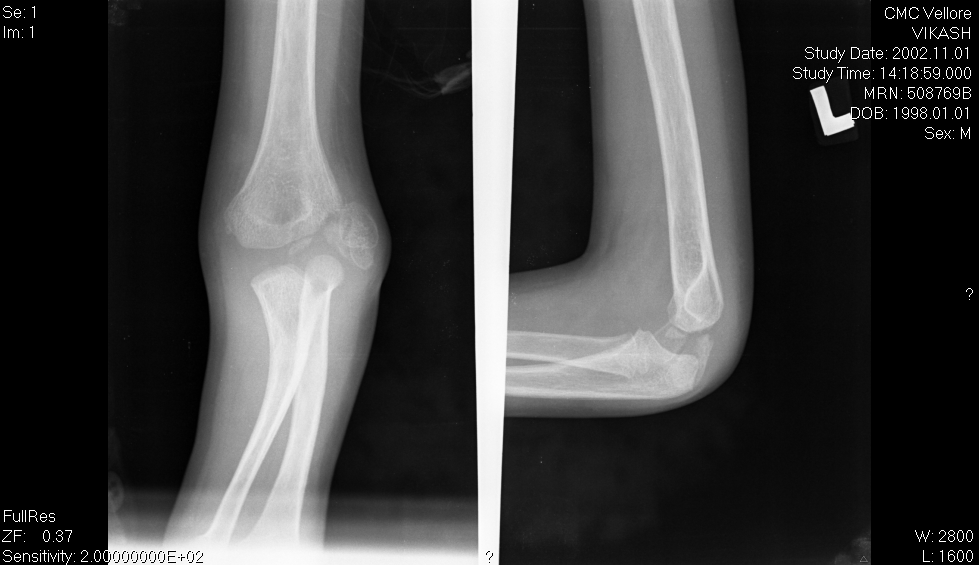 Se: 1
Im: 1
CMC Vellore
VIKASH
Study Date: 2002.11.01
Study Time: 14:18:59.000
MRN: 508769B
DOB: 1998.01.01
Sex: M
L
?
FullRes
ZF: 0.37
Sensitivity: 2.00000000E+02
?
W: 2800
L: 1600